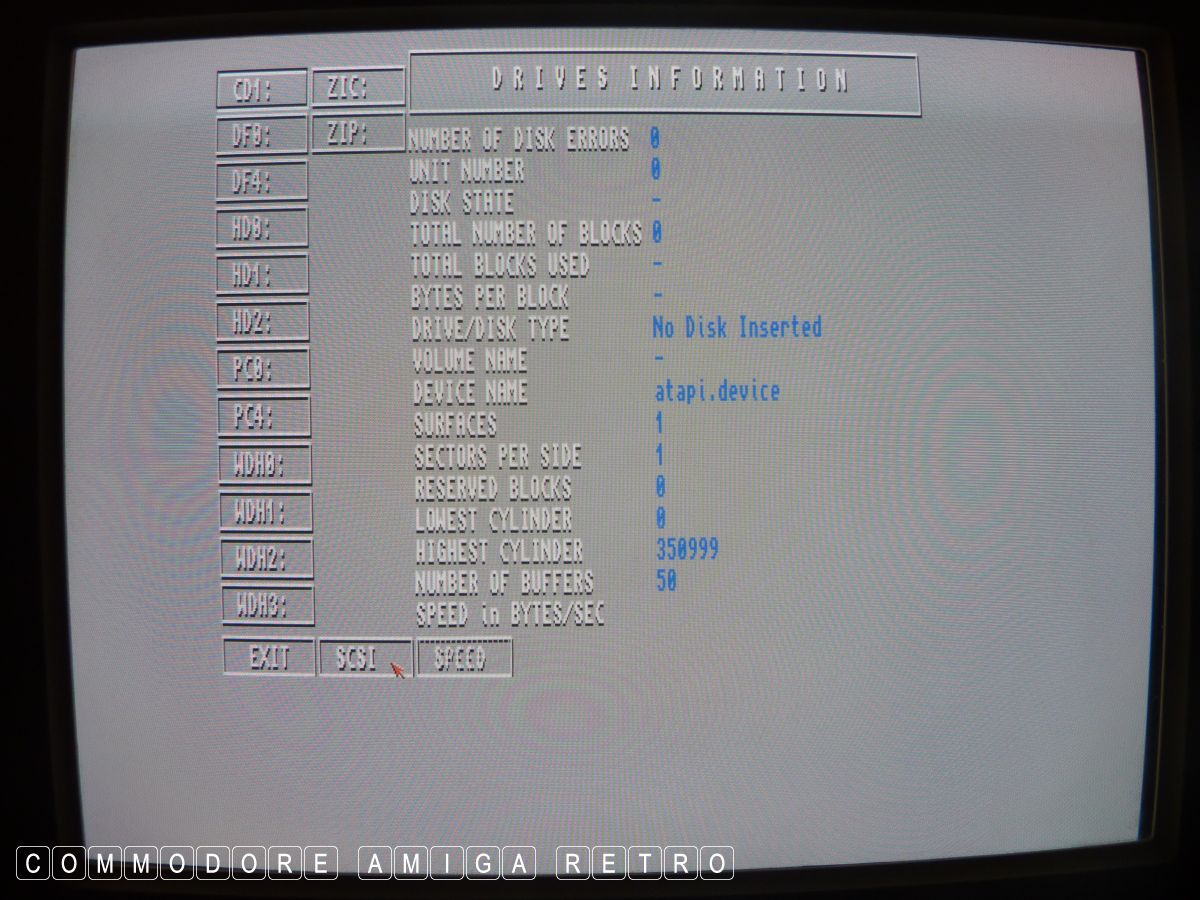 DRIVES INFORMATION
CD1: ZIC:
DF0: ZIP:
DF4:
HD0:
HD1:
HD2:
PC0:
PC4:
WDH0:
WDH1:
WDH2:
WDH3:
NUMBER OF DISK ERRORS 0
UNIT NUMBER 0
DISK STATE -
TOTAL NUMBER OF BLOCKS 0
TOTAL BLOCKS USED -
BYTES PER BLOCK -
DRIVE/DISK TYPE No Disk Inserted
VOLUME NAME -
DEVICE NAME atapi.device
SURFACES 1
SECTORS PER SIDE 1
RESERVED BLOCKS 0
LOWEST CYLINDER 0
HIGHEST CYLINDER 350999
NUMBER OF BUFFERS 50
SPEED in BYTES/SEC
EXIT SCSI SPEED
COMMODORE AMIGA RETRO